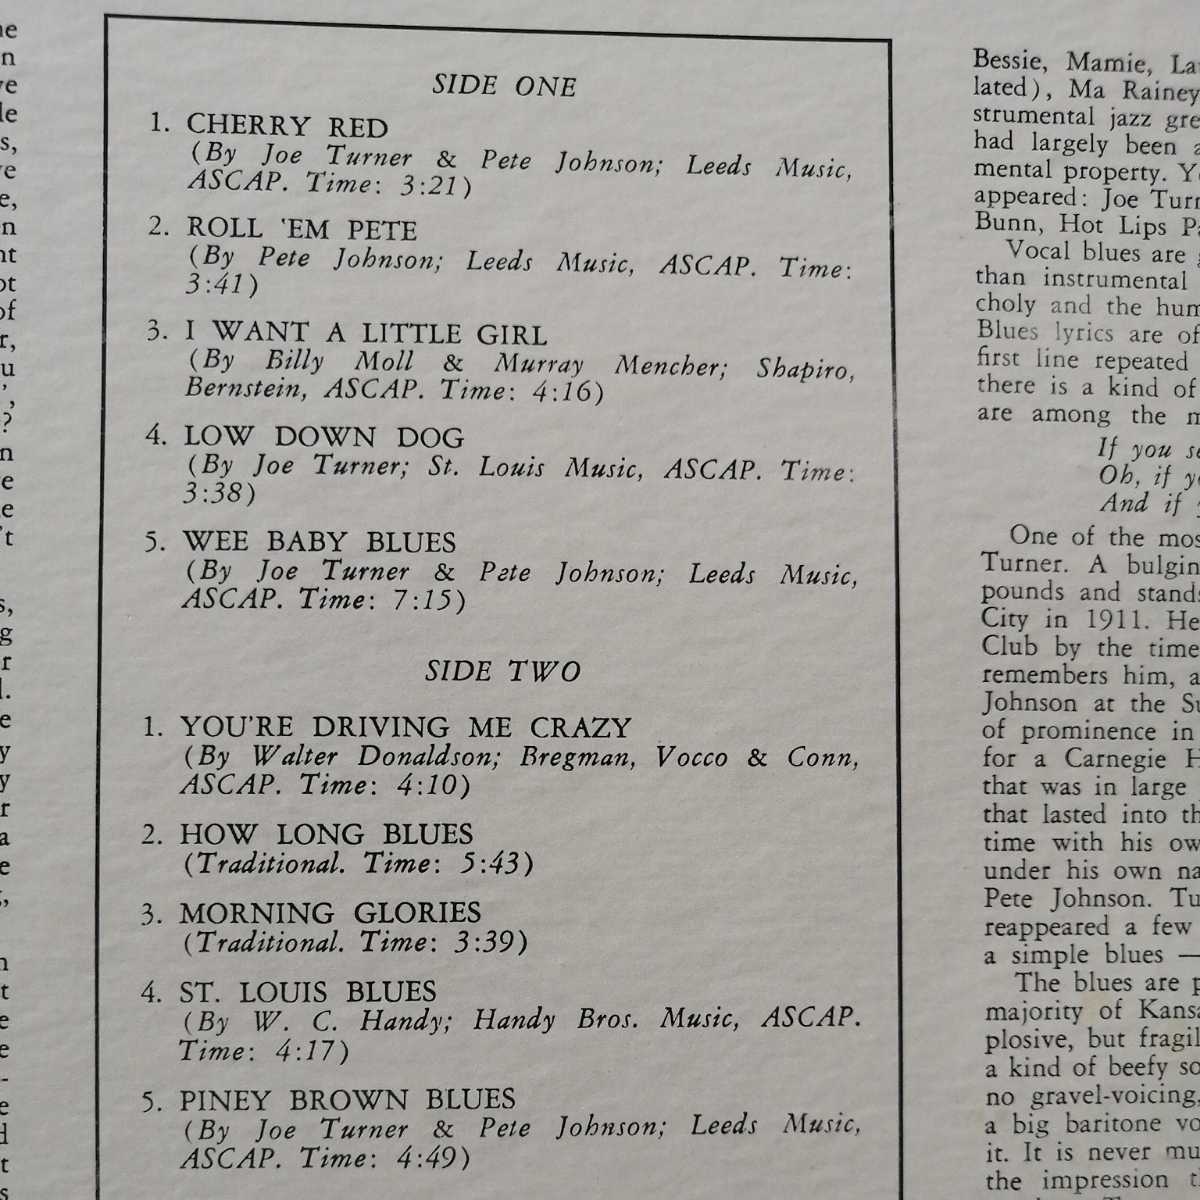 SIDE ONE
1. CHERRY RED
(By Joe Turner & Pete Johnson; Leeds Music,
ASCAP. Time: 3:21)
2. ROLL 'EM PETE
(By Pete Johnson; Leeds Music, ASCAP. Time:
3:41)
3. I WANT A LITTLE GIRL
(By Billy Moll & Murray Mencher; Shapiro,
Bernstein, ASCAP. Time: 4:16)
4. LOW DOWN DOG
(By Joe Turner; St. Louis Music, ASCAP. Time:
3:38)
5. WEE BABY BLUES
(By Joe Turner & Pete Johnson; Leeds Music,
ASCAP. Time: 7:15)
SIDE TWO
1. YOU'RE DRIVING ME CRAZY
(By Walter Donaldson; Bregman, Vocco & Conn,
ASCAP. Time: 4:10)
2. HOW LONG BLUES
(Traditional. Time: 5:43)
3. MORNING GLORIES
(Traditional. Time: 3:39)
4. ST. LOUIS BLUES
(By W. C. Handy; Handy Bros. Music, ASCAP.
Time: 4:17)
5. PINEY BROWN BLUES
(By Joe Turner & Pete Johnson; Leeds Music,
ASCAP. Time: 4:49)
Bessie, Mamie,
lated), Ma Rainey
strumental jazz
had largely been
mental property.
appeared: Joe
Bunn, Hot Lips
Vocal blues are
than instrumental
choly and the
Blues lyrics are
first line repeated
there is a kind of
are among the
If you
Oh, if
And if
One of the
Turner. A
pounds and
City in 1911. He
Club by the time
remembers him,
Johnson at the
of prominence in
for a Carnegie
that was in large
that lasted into
time with his
under his own
Pete Johnson.
reappeared a few
a simple blues —
The blues are
majority of
plosive, but
a kind of beefy
no gravel-voicing,
a big baritone
it. It is never
the impression